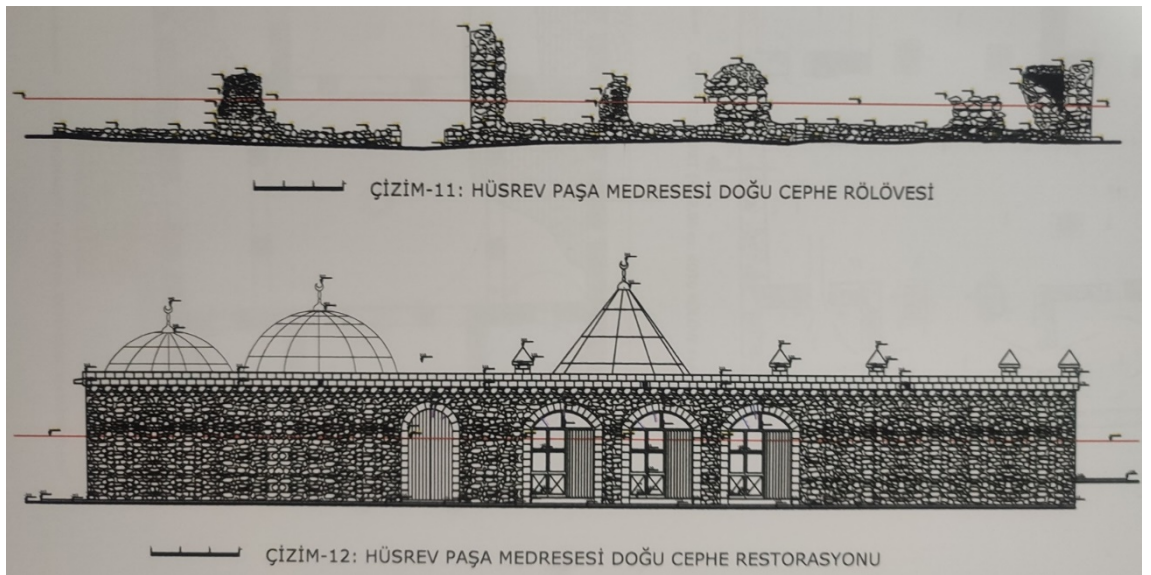 ÇİZİM-11: HÜSREV PAŞA MEDRESESİ DOĞU CEPHE RÖLÖVESİ
ÇİZİM-12: HÜSREV PAŞA MEDRESESİ DOĞU CEPHE RESTORASYONU